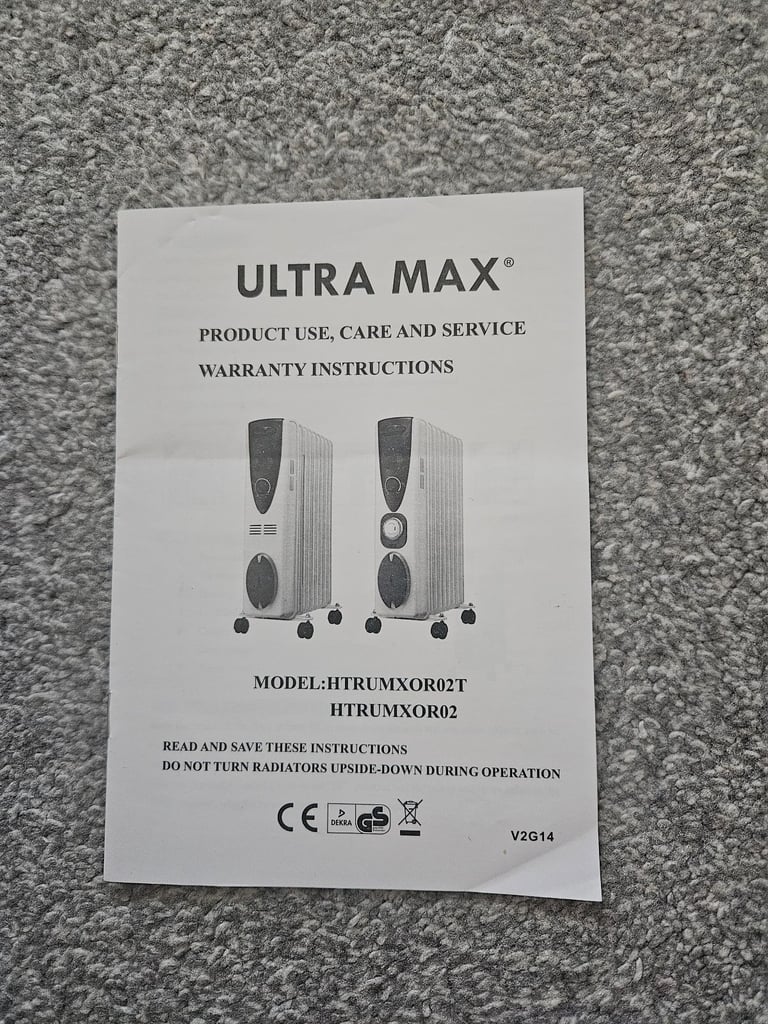 ULTRA MAX®
PRODUCT USE, CARE AND SERVICE
WARRANTY INSTRUCTIONS
MODEL:HTRUMXOR02T
HTRUMXOR02
READ AND SAVE THESE INSTRUCTIONS
DO NOT TURN RADIATORS UPSIDE-DOWN DURING OPERATION
CE DEKRA GS
V2G14